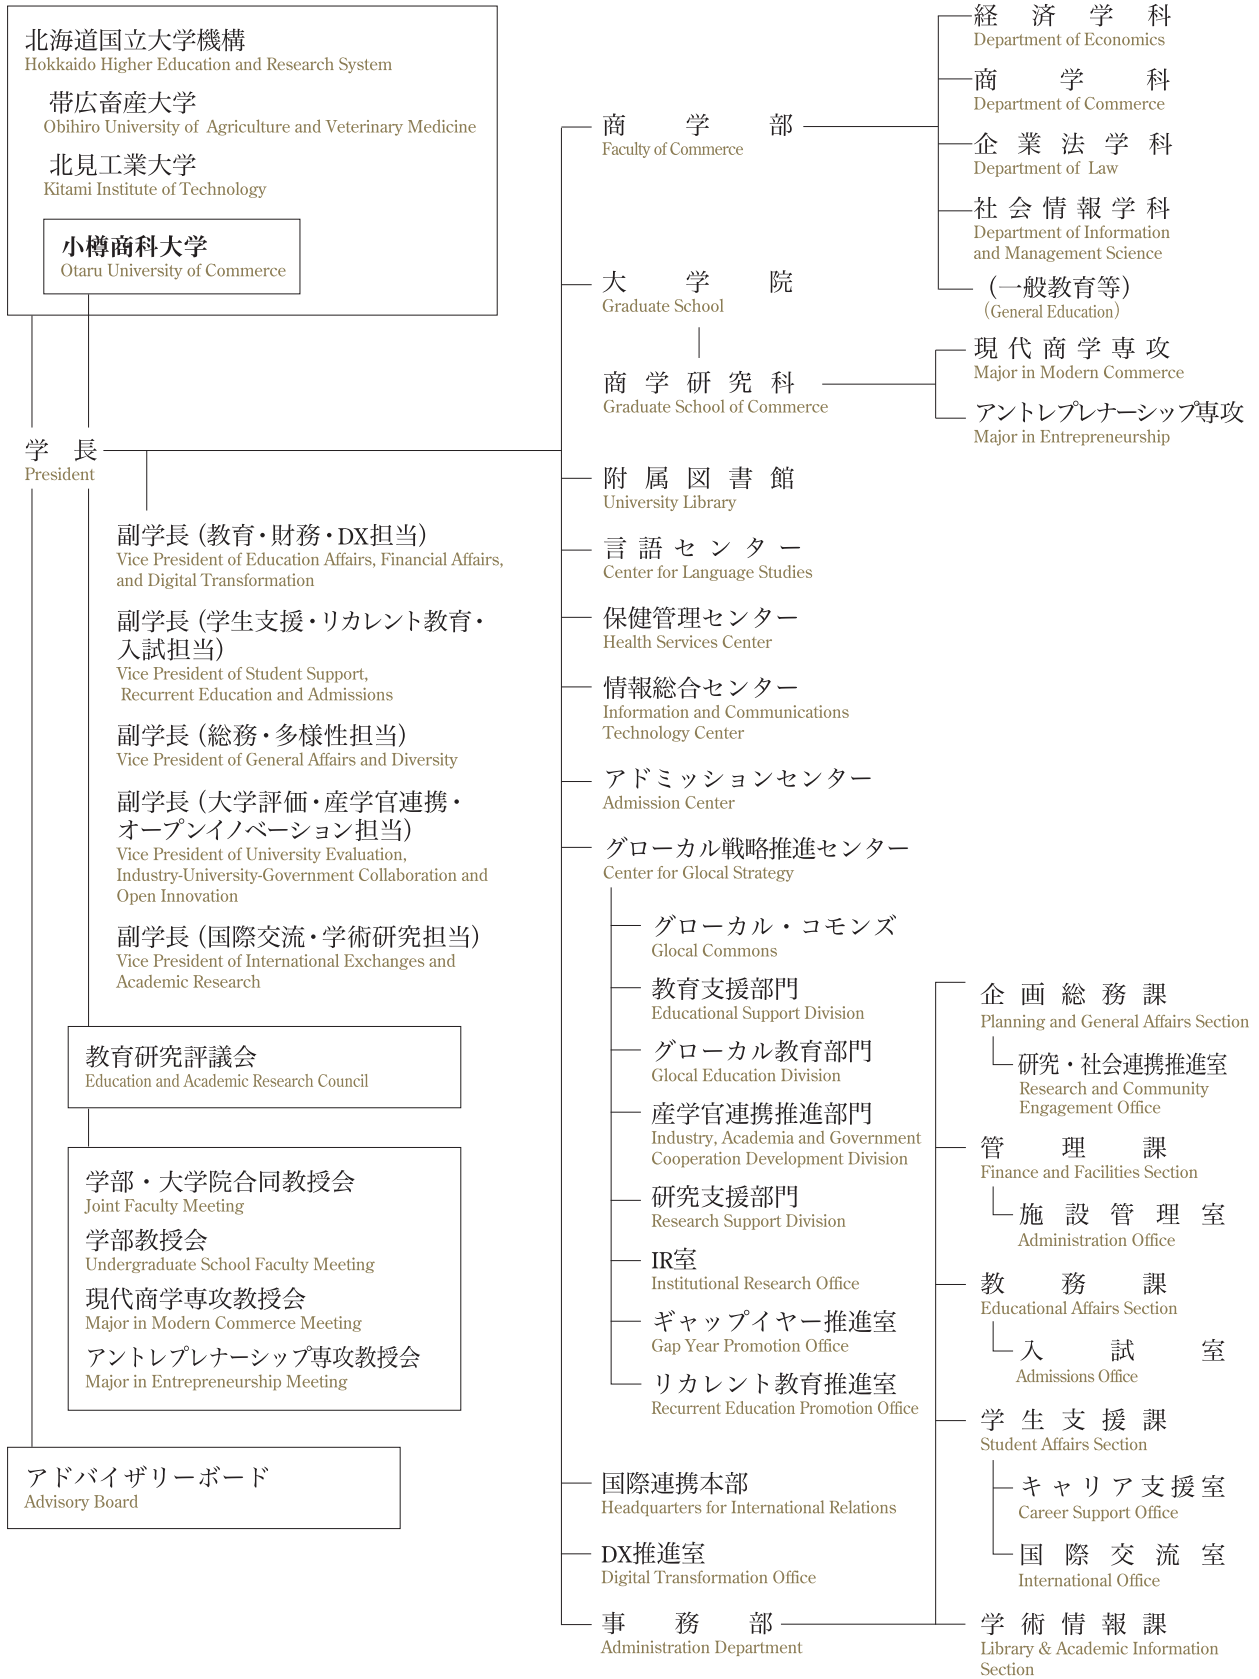 北海道国立大学機構
Hokkaido Higher Education and Research System
帯広畜産大学
Obihiro University of Agriculture and Veterinary Medicine
北見工業大学
Kitami Institute of Technology
小樽商科大学
Otaru University of Commerce
学長
President
副学長（教育・財務・DX担当）
Vice President of Education Affairs, Financial Affairs,
and Digital Transformation
副学長（学生支援・リカレント教育・
入試担当）
Vice President of Student Support,
Recurrent Education and Admissions
副学長（総務・多様性担当）
Vice President of General Affairs and Diversity
副学長（大学評価・産学官連携・
オープンイノベーション担当）
Vice President of University Evaluation,
Industry-University-Government Collaboration and
Open Innovation
副学長（国際交流・学術研究担当）
Vice President of International Exchanges and
Academic Research
教育研究評議会
Education and Academic Research Council
学部・大学院合同教授会
Joint Faculty Meeting
学部教授会
Undergraduate School Faculty Meeting
現代商学専攻教授会
Major in Modern Commerce Meeting
アントレプレナーシップ専攻教授会
Major in Entrepreneurship Meeting
アドバイザリーボード
Advisory Board
商学部
Faculty of Commerce
経済学科
Department of Economics
商学科
Department of Commerce
企業法学科
Department of Law
社会情報学科
Department of Information
and Management Science
（一般教育等）
（General Education）
大学院
Graduate School
商学研究科
Graduate School of Commerce
現代商学専攻
Major in Modern Commerce
アントレプレナーシップ専攻
Major in Entrepreneurship
附属図書館
University Library
言語センター
Center for Language Studies
保健管理センター
Health Services Center
情報総合センター
Information and Communications
Technology Center
アドミッションセンター
Admission Center
グローカル戦略推進センター
Center for Glocal Strategy
グローカル・コモンズ
Glocal Commons
教育支援部門
Educational Support Division
グローカル教育部門
Glocal Education Division
産学官連携推進部門
Industry, Academia and Government
Cooperation Development Division
研究支援部門
Research Support Division
IR室
Institutional Research Office
ギャップイヤー推進室
Gap Year Promotion Office
リカレント教育推進室
Recurrent Education Promotion Office
国際連携本部
Headquarters for International Relations
DX推進室
Digital Transformation Office
事務部
Administration Department
企画総務課
Planning and General Affairs Section
研究・社会連携推進室
Research and Community
Engagement Office
管理課
Finance and Facilities Section
施設管理室
Administration Office
教務課
Educational Affairs Section
入試室
Admissions Office
学生支援課
Student Affairs Section
キャリア支援室
Career Support Office
国際交流室
International Office
学術情報課
Library & Academic Information
Section